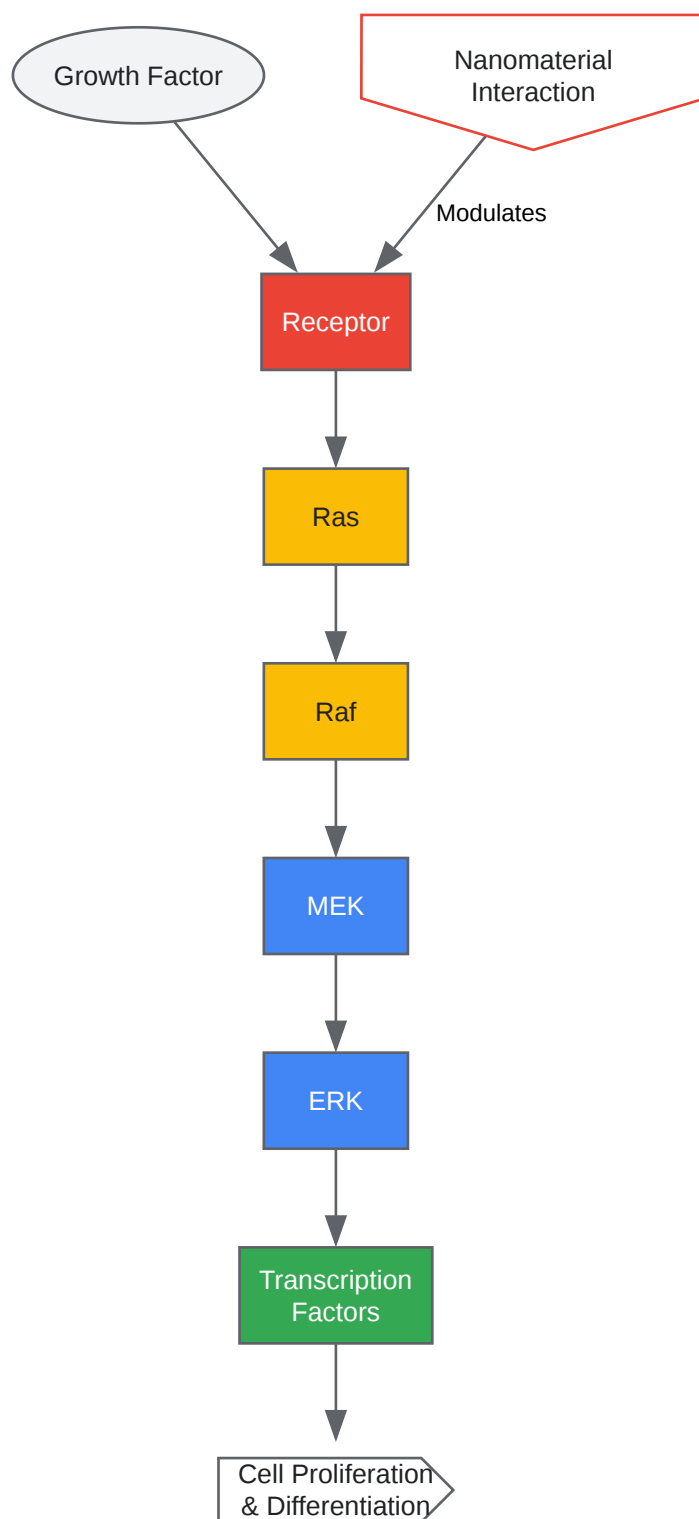 Growth Factor
Nanomaterial
Interaction
Modulates
Receptor
Ras
Raf
MEK
ERK
Transcription
Factors
Cell Proliferation
& Differentiation